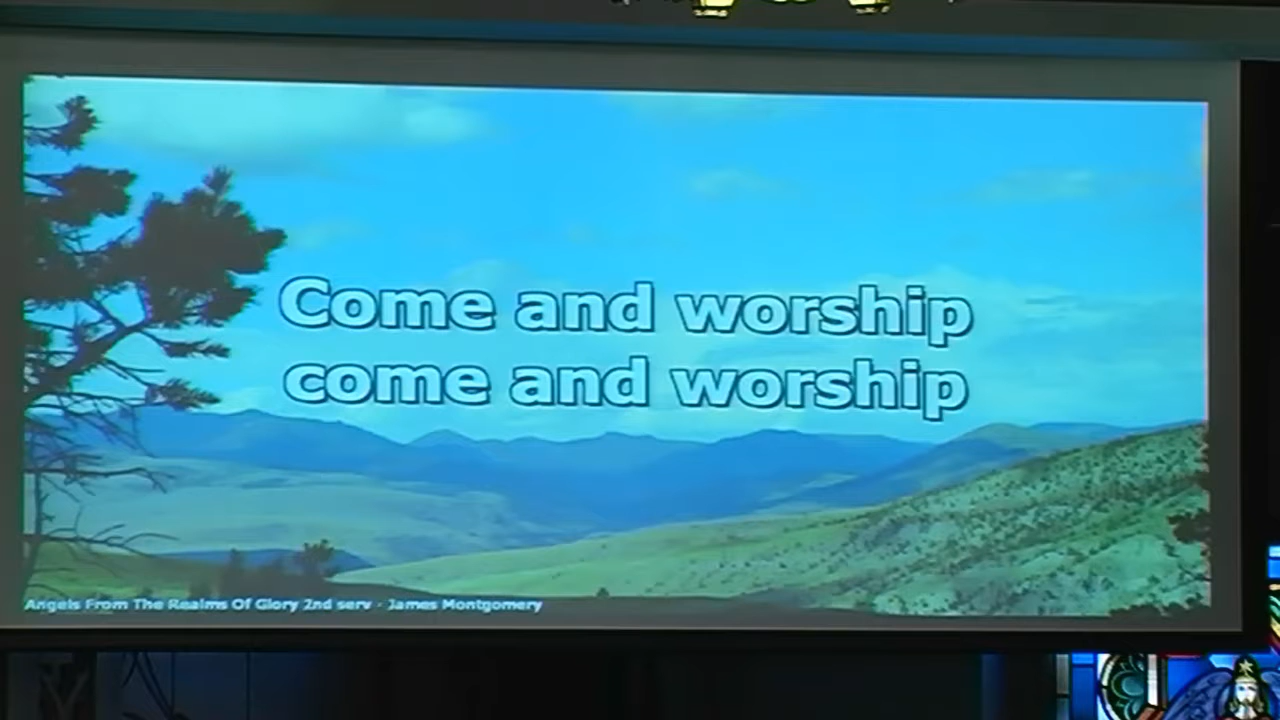 Come and worship
come and worship
Angels From The Realms Of Glory 2nd serv - James Montgomery